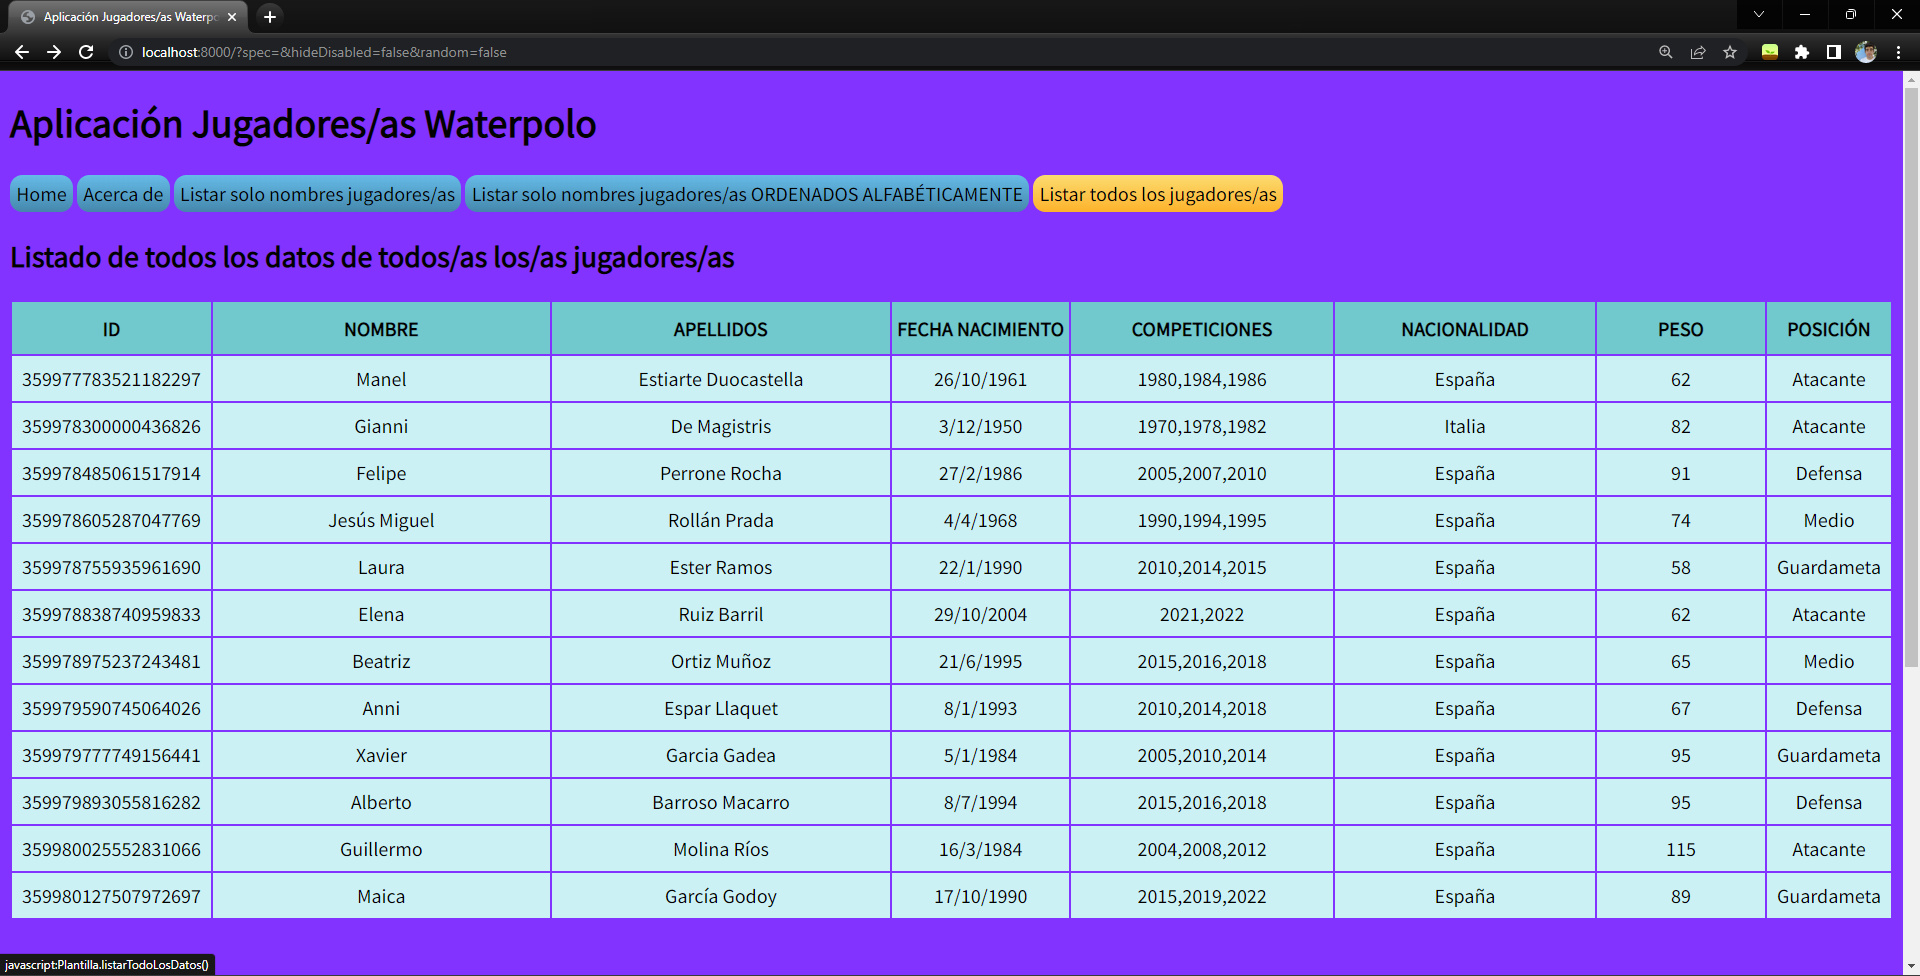 Aplicación Jugadores/as Waterpo
localhost:8000/?spec=&hideDisabled=false&random=false
Aplicación Jugadores/as Waterpolo
Home Acerca de Listar solo nombres jugadores/as Listar solo nombres jugadores/as ORDENADOS ALFABÉTICAMENTE Listar todos los jugadores/as
Listado de todos los datos de todos/as los/as jugadores/as
ID NOMBRE APELLIDOS FECHA NACIMIENTO COMPETICIONES NACIONALIDAD PESO POSICIÓN
359977783521182297 Manel Estiarte Duocastella 26/10/1961 1980,1984,1986 España 62 Atacante
359978300000436826 Gianni De Magistris 3/12/1950 1970,1978,1982 Italia 82 Atacante
359978485061517914 Felipe Perrone Rocha 27/2/1986 2005,2007,2010 España 91 Defensa
359978605287047769 Jesús Miguel Rollán Prada 4/4/1968 1990,1994,1995 España 74 Medio
359978755935961690 Laura Ester Ramos 22/1/1990 2010,2014,2015 España 58 Guardameta
359978838740959833 Elena Ruiz Barril 29/10/2004 2021,2022 España 62 Atacante
359978975237243481 Beatriz Ortiz Muñoz 21/6/1995 2015,2016,2018 España 65 Medio
359979590745064026 Anni Espar Llaquet 8/1/1993 2010,2014,2018 España 67 Defensa
359979777749156441 Xavier Garcia Gadea 5/1/1984 2005,2010,2014 España 95 Guardameta
359979893055816282 Alberto Barroso Macarro 8/7/1994 2015,2016,2018 España 95 Defensa
359980025552831066 Guillermo Molina Ríos 16/3/1984 2004,2008,2012 España 115 Atacante
359980127507972697 Maica García Godoy 17/10/1990 2015,2019,2022 España 89 Guardameta
javascript:Plantilla.listarTodoLosDatos()